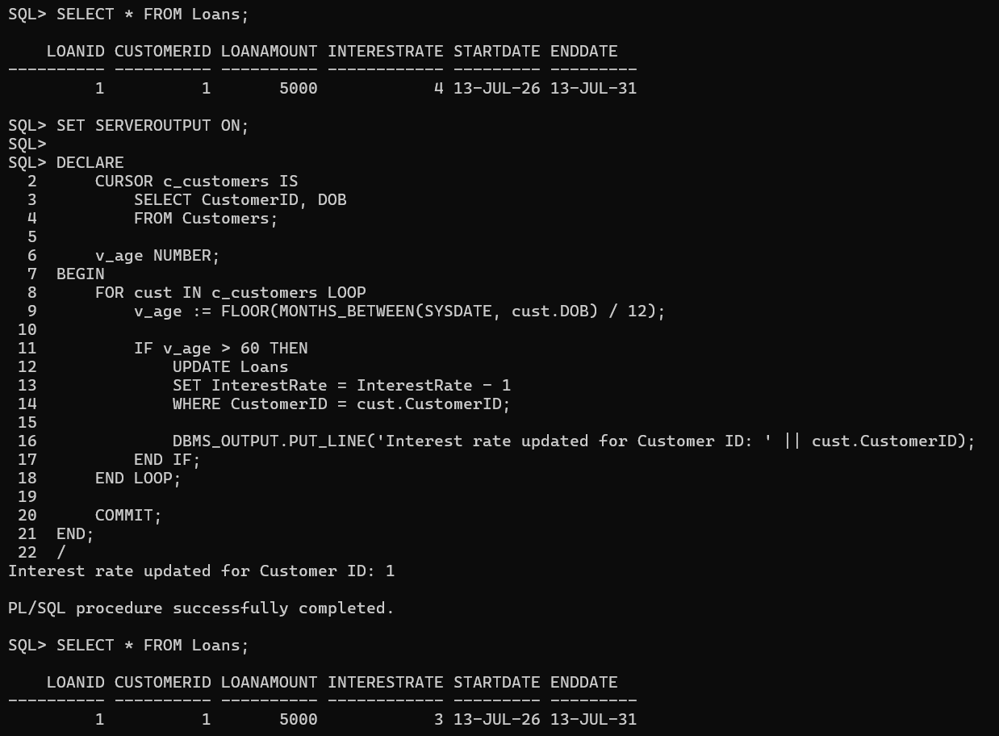 SQL> SELECT * FROM Loans;

    LOANID CUSTOMERID LOANAMOUNT INTERESTRATE STARTDATE ENDDATE
---------- ---------- ---------- ------------ --------- ---------
         1          1       5000            4 13-JUL-26 13-JUL-31

SQL> SET SERVEROUTPUT ON;
SQL>
SQL> DECLARE
  2      CURSOR c_customers IS
  3          SELECT CustomerID, DOB
  4          FROM Customers;
  5
  6      v_age NUMBER;
  7  BEGIN
  8      FOR cust IN c_customers LOOP
  9          v_age := FLOOR(MONTHS_BETWEEN(SYSDATE, cust.DOB) / 12);
 10
 11          IF v_age > 60 THEN
 12              UPDATE Loans
 13              SET InterestRate = InterestRate - 1
 14              WHERE CustomerID = cust.CustomerID;
 15
 16              DBMS_OUTPUT.PUT_LINE('Interest rate updated for Customer ID: ' || cust.CustomerID);
 17          END IF;
 18      END LOOP;
 19
 20      COMMIT;
 21  END;
 22  /
Interest rate updated for Customer ID: 1

PL/SQL procedure successfully completed.

SQL> SELECT * FROM Loans;

    LOANID CUSTOMERID LOANAMOUNT INTERESTRATE STARTDATE ENDDATE
---------- ---------- ---------- ------------ --------- ---------
         1          1       5000            3 13-JUL-26 13-JUL-31